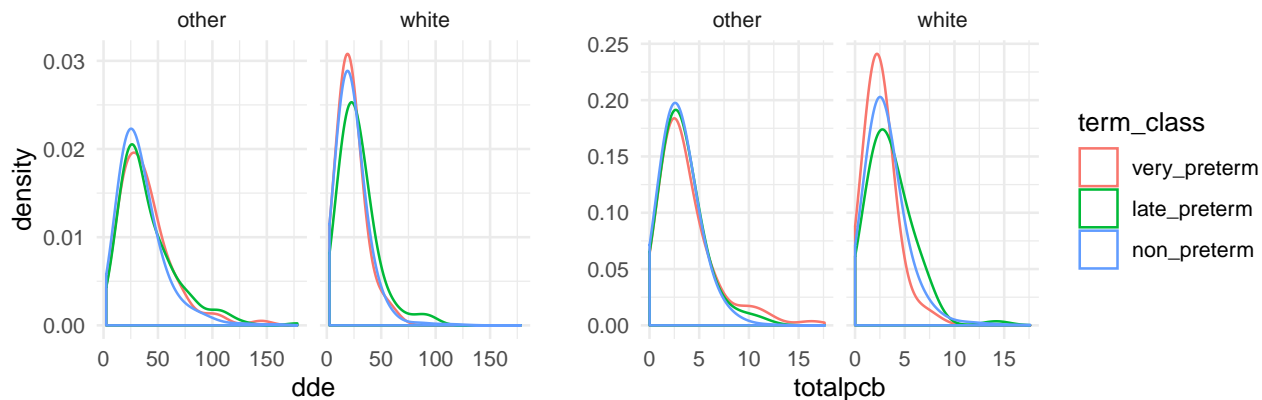 other white
0.03
0.02
0.01
0.00
density
0 50 100 150 0 50 100 150
dde
other white
0.25
0.20
0.15
0.10
0.05
0.00
0 5 10 15 0 5 10 15
totalpcb
term_class
very_preterm
late_preterm
non_preterm